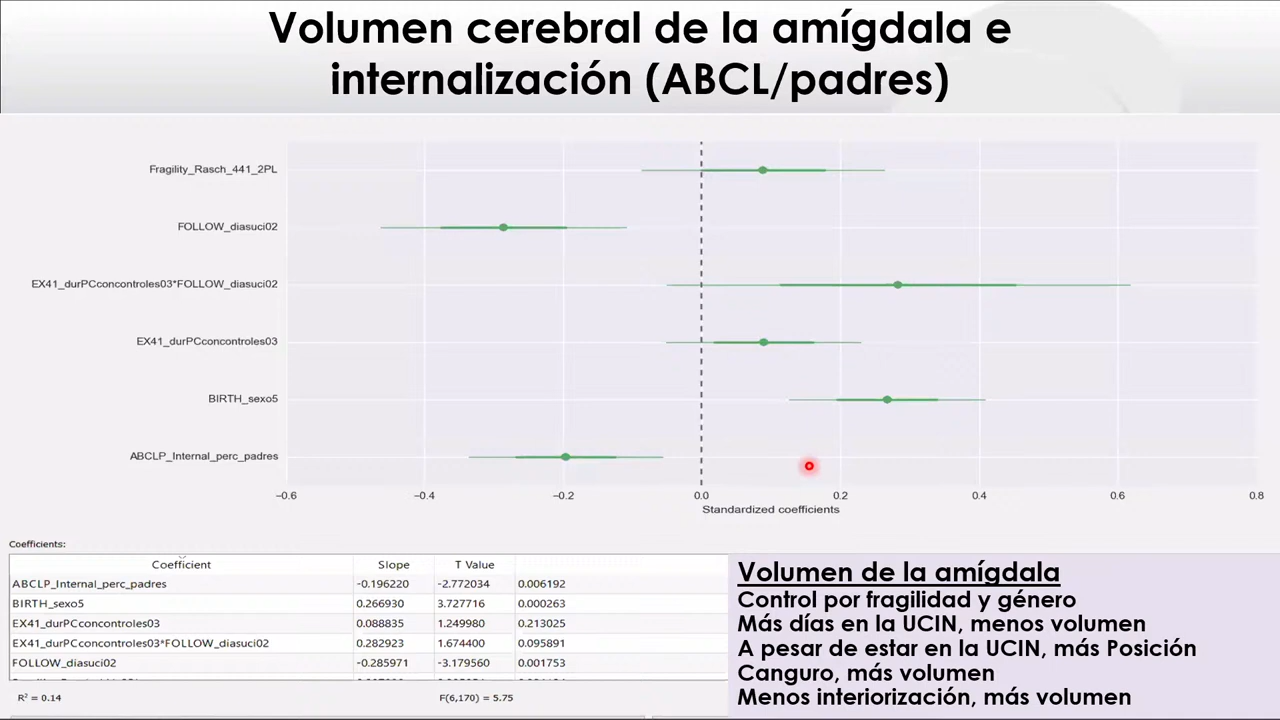 Volumen cerebral de la amígdala e
internalización (ABCL/padres)
Fragility_Rasch_441_2PL
FOLLOW_diasuci02
EX41_durPCconcontroles03*FOLLOW_diasuci02
EX41_durPCconcontroles03
BIRTH_sexo5
ABCLP_Internal_perc_padres
−0.6 −0.4 −0.2 0.0 0.2 0.4 0.6 0.8
Standardized coefficients
Coefficients:
Coefficient Slope T Value
ABCLP_Internal_perc_padres -0.196220 -2.772034 0.006192
BIRTH_sexo5 0.266930 3.727716 0.000263
EX41_durPCconcontroles03 0.088835 1.249980 0.213025
EX41_durPCconcontroles03*FOLLOW_diasuci02 0.282923 1.674400 0.095891
FOLLOW_diasuci02 -0.285971 -3.179560 0.001753
R² = 0.14 F(6,170) = 5.75
Volumen de la amígdala
Control por fragilidad y género
Más días en la UCIN, menos volumen
A pesar de estar en la UCIN, más Posición
Canguro, más volumen
Menos interiorización, más volumen